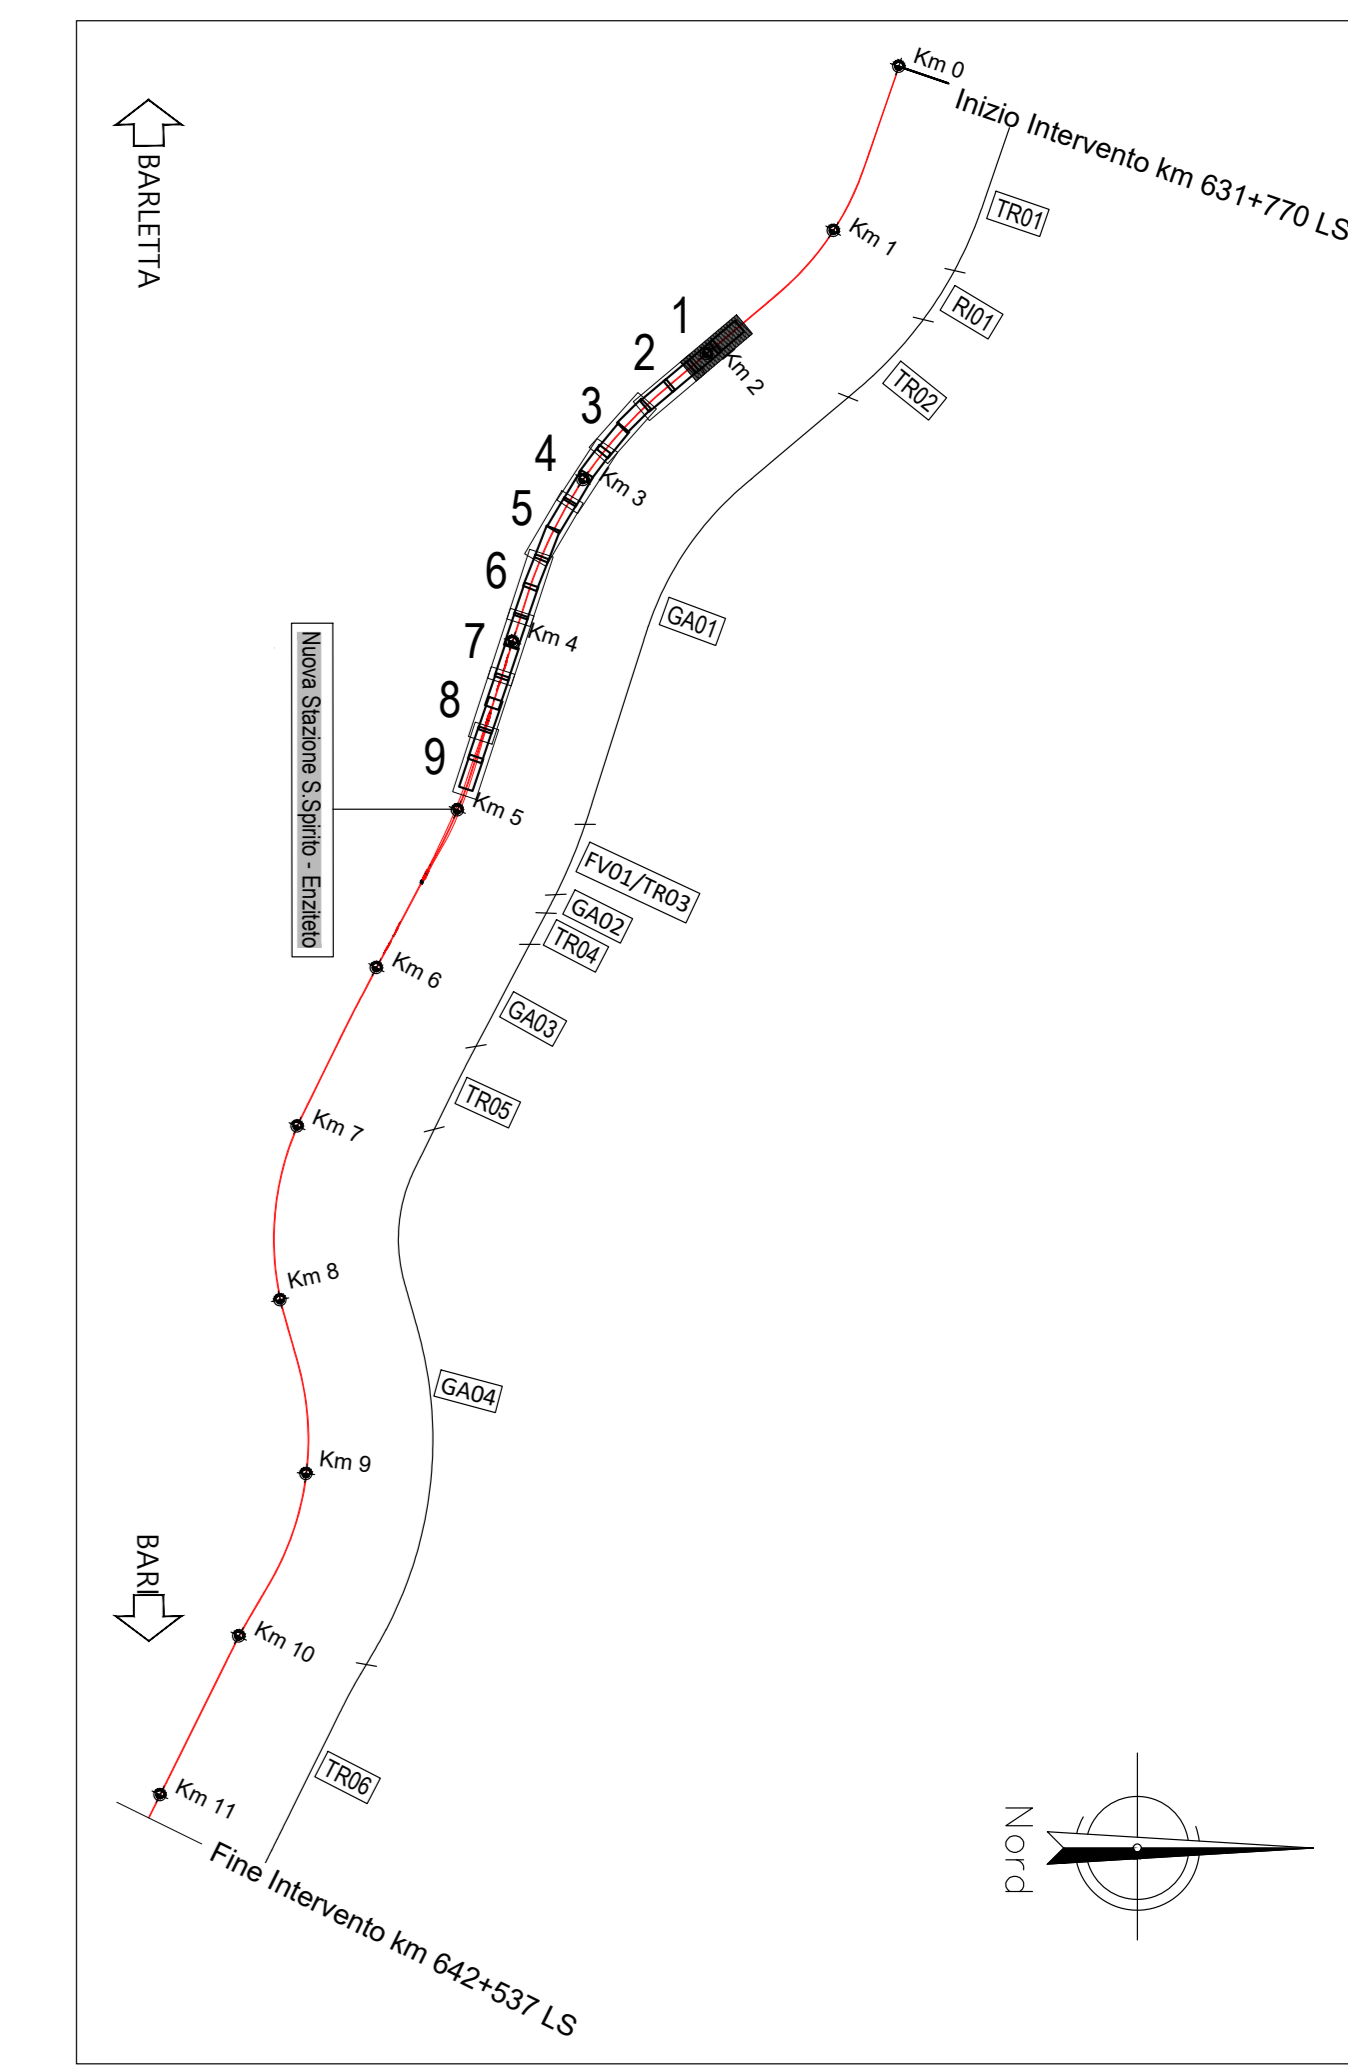 Km 0
Inizio Intervento km 631+770 LS
BARLETTA
TR01
Km 1
RI01
1
Km 2
2
TR02
3
4
Km 3
5
6
GA01
7
Km 4
Nuova Stazione S.Spirito - Enziteto
8
9
Km 5
FV01/TR03
GA02
TR04
Km 6
GA03
TR05
Km 7
Km 8
GA04
Km 9
BARI
Km 10
TR06
Km 11
Fine Intervento km 642+537 LS
Nord